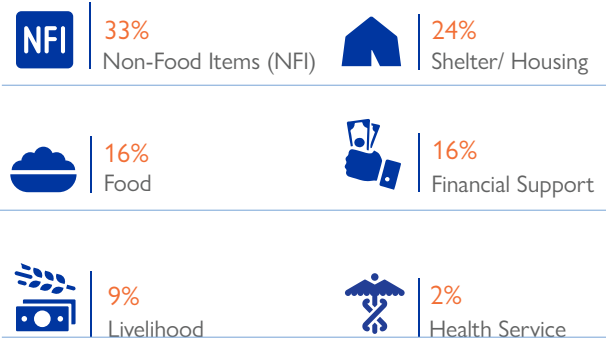 NFI
33%
Non-Food Items (NFI)
24%
Shelter/ Housing
16%
Food
16%
Financial Support
9%
Livelihood
2%
Health Service